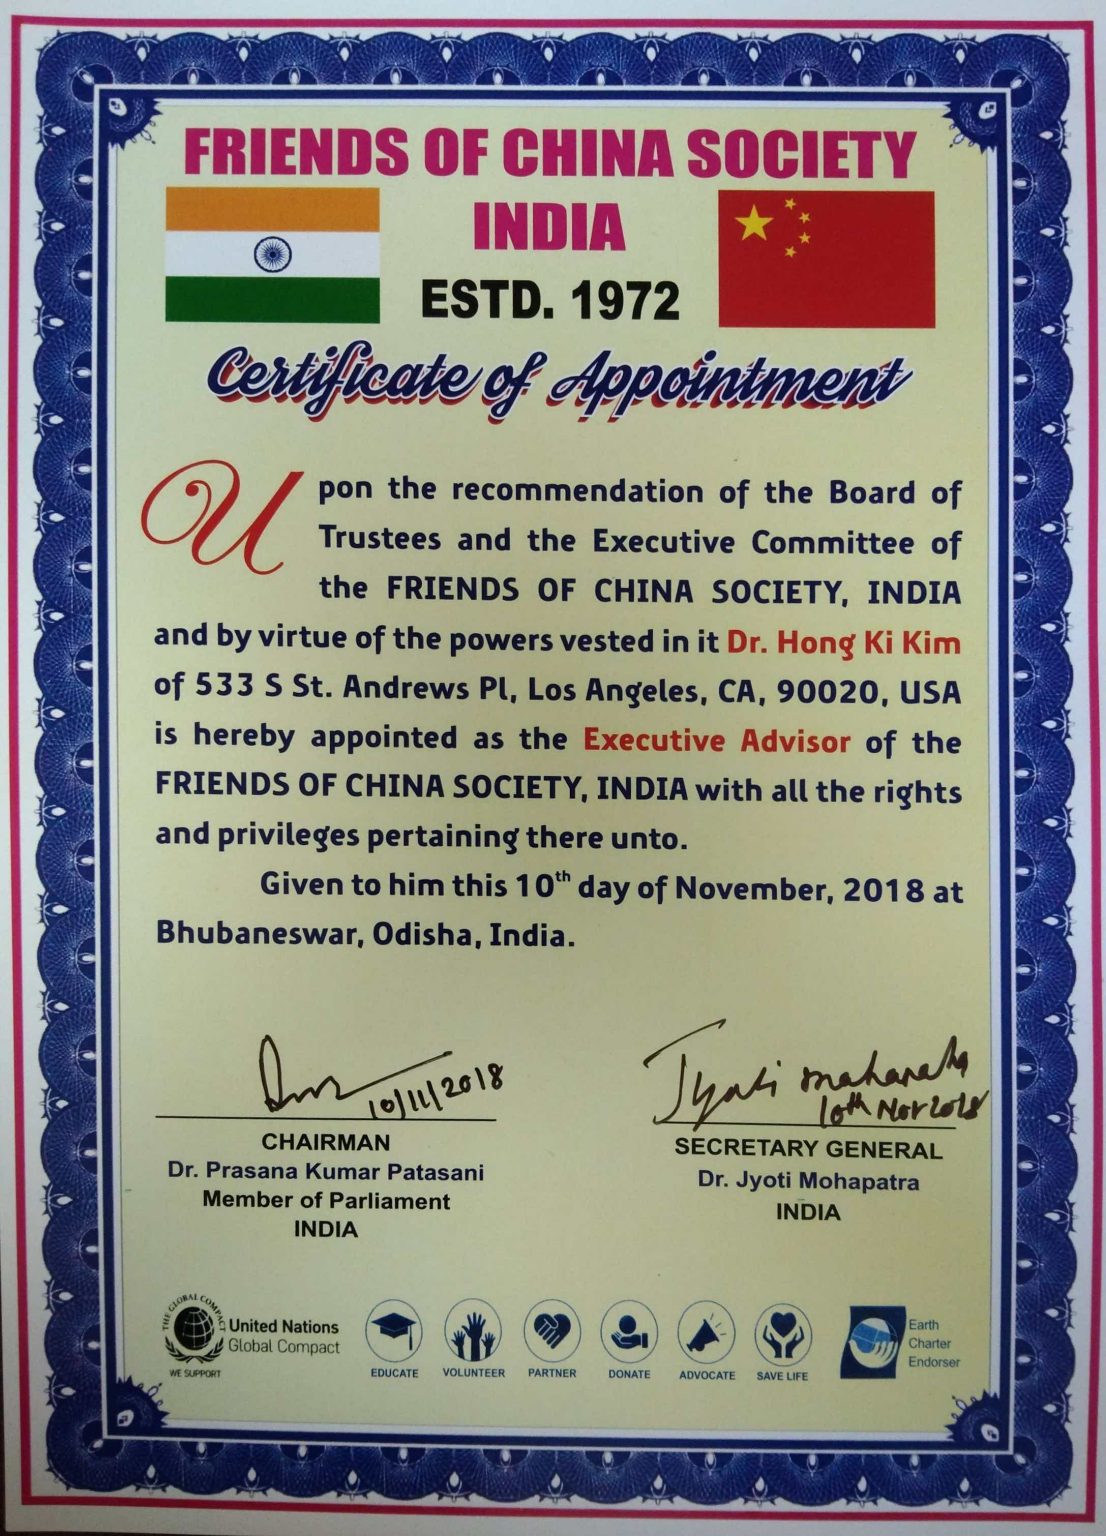 FRIENDS OF CHINA SOCIETY
INDIA
ESTD. 1972
Certificate of Appointment
Upon the recommendation of the Board of
Trustees and the Executive Committee of
the FRIENDS OF CHINA SOCIETY, INDIA
and by virtue of the powers vested in it Dr. Hong Ki Kim
of 533 S St. Andrews Pl, Los Angeles, CA, 90020, USA
is hereby appointed as the Executive Advisor of the
FRIENDS OF CHINA SOCIETY, INDIA with all the rights
and privileges pertaining there unto.
Given to him this 10th day of November, 2018 at
Bhubaneswar, Odisha, India.
10/11/2018
CHAIRMAN
Dr. Prasana Kumar Patasani
Member of Parliament
INDIA
Jyoti
10th Nov 2018
SECRETARY GENERAL
Dr. Jyoti Mohapatra
INDIA
THE GLOBAL COMPACT
WE SUPPORT
United Nations
Global Compact
EDUCATE
VOLUNTEER
PARTNER
DONATE
ADVOCATE
SAVE LIFE
Earth
Charter
Endorser